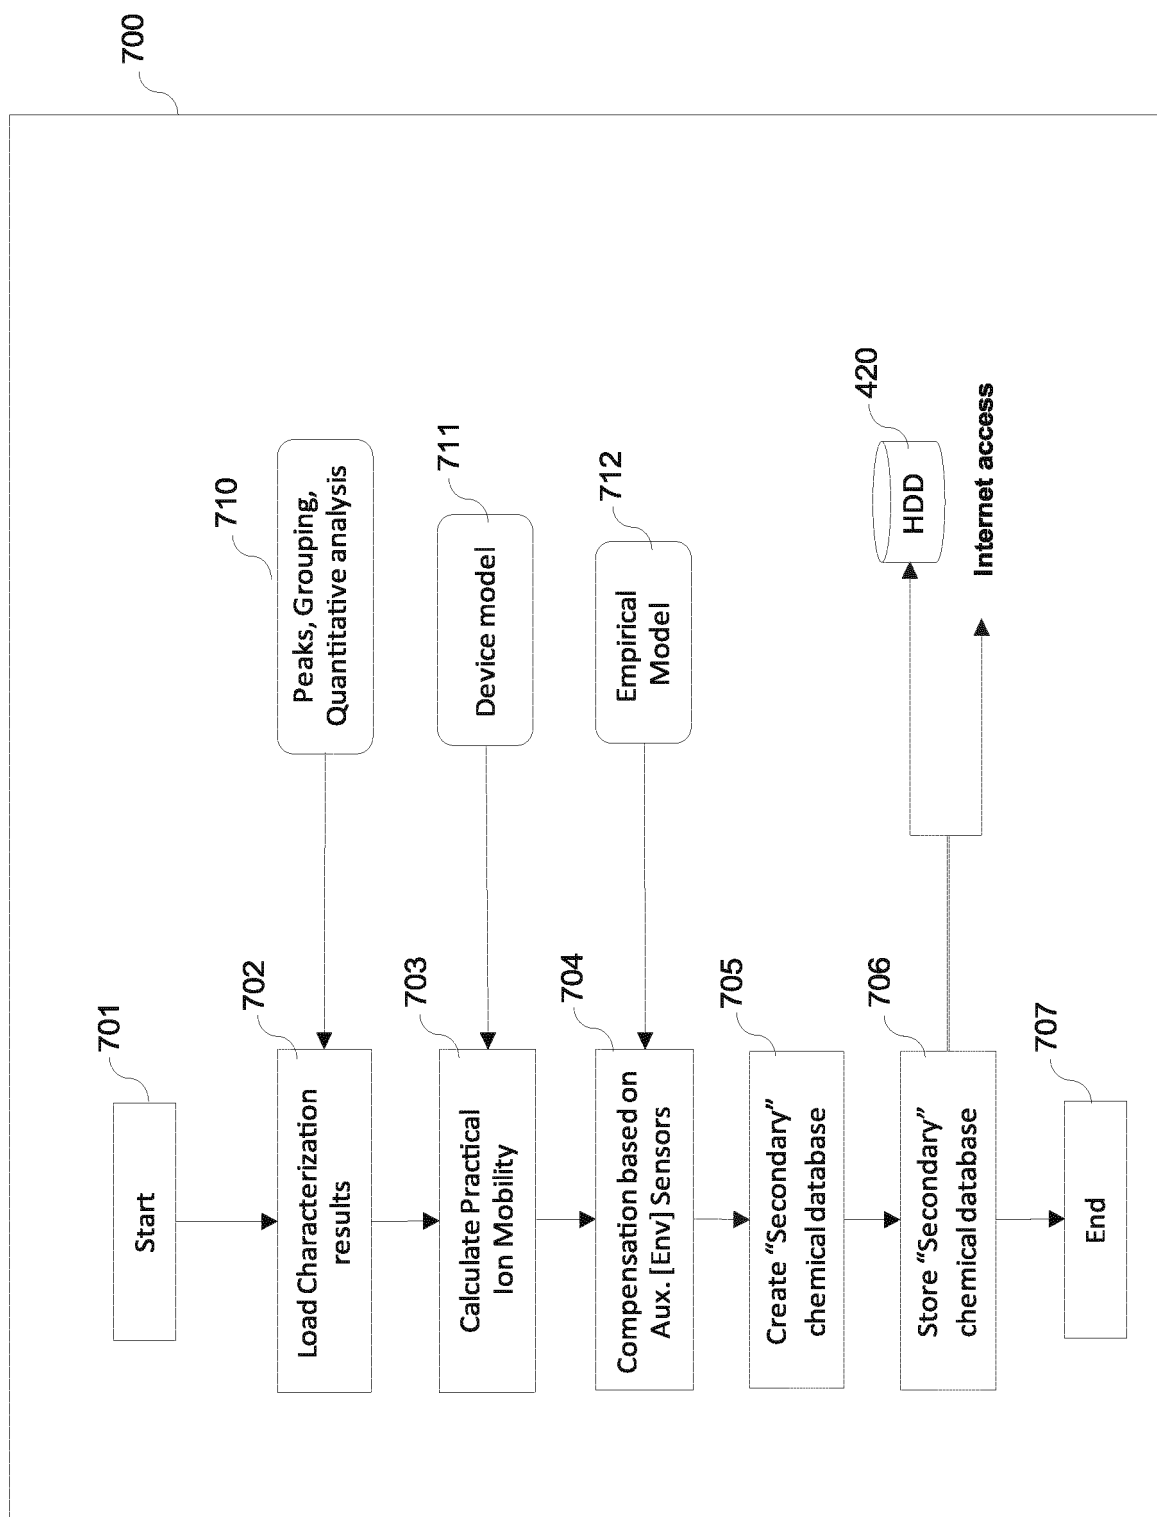 700
701
Start
702
Load Characterization
results
710
Peaks, Grouping,
Quantitative analysis
703
Calculate Practical
Ion Mobility
711
Device model
704
Compensation based on
Aux. [Env] Sensors
712
Empirical
Model
705
Create “Secondary”
chemical database
706
Store “Secondary”
chemical database
420
HDD
Internet access
707
End